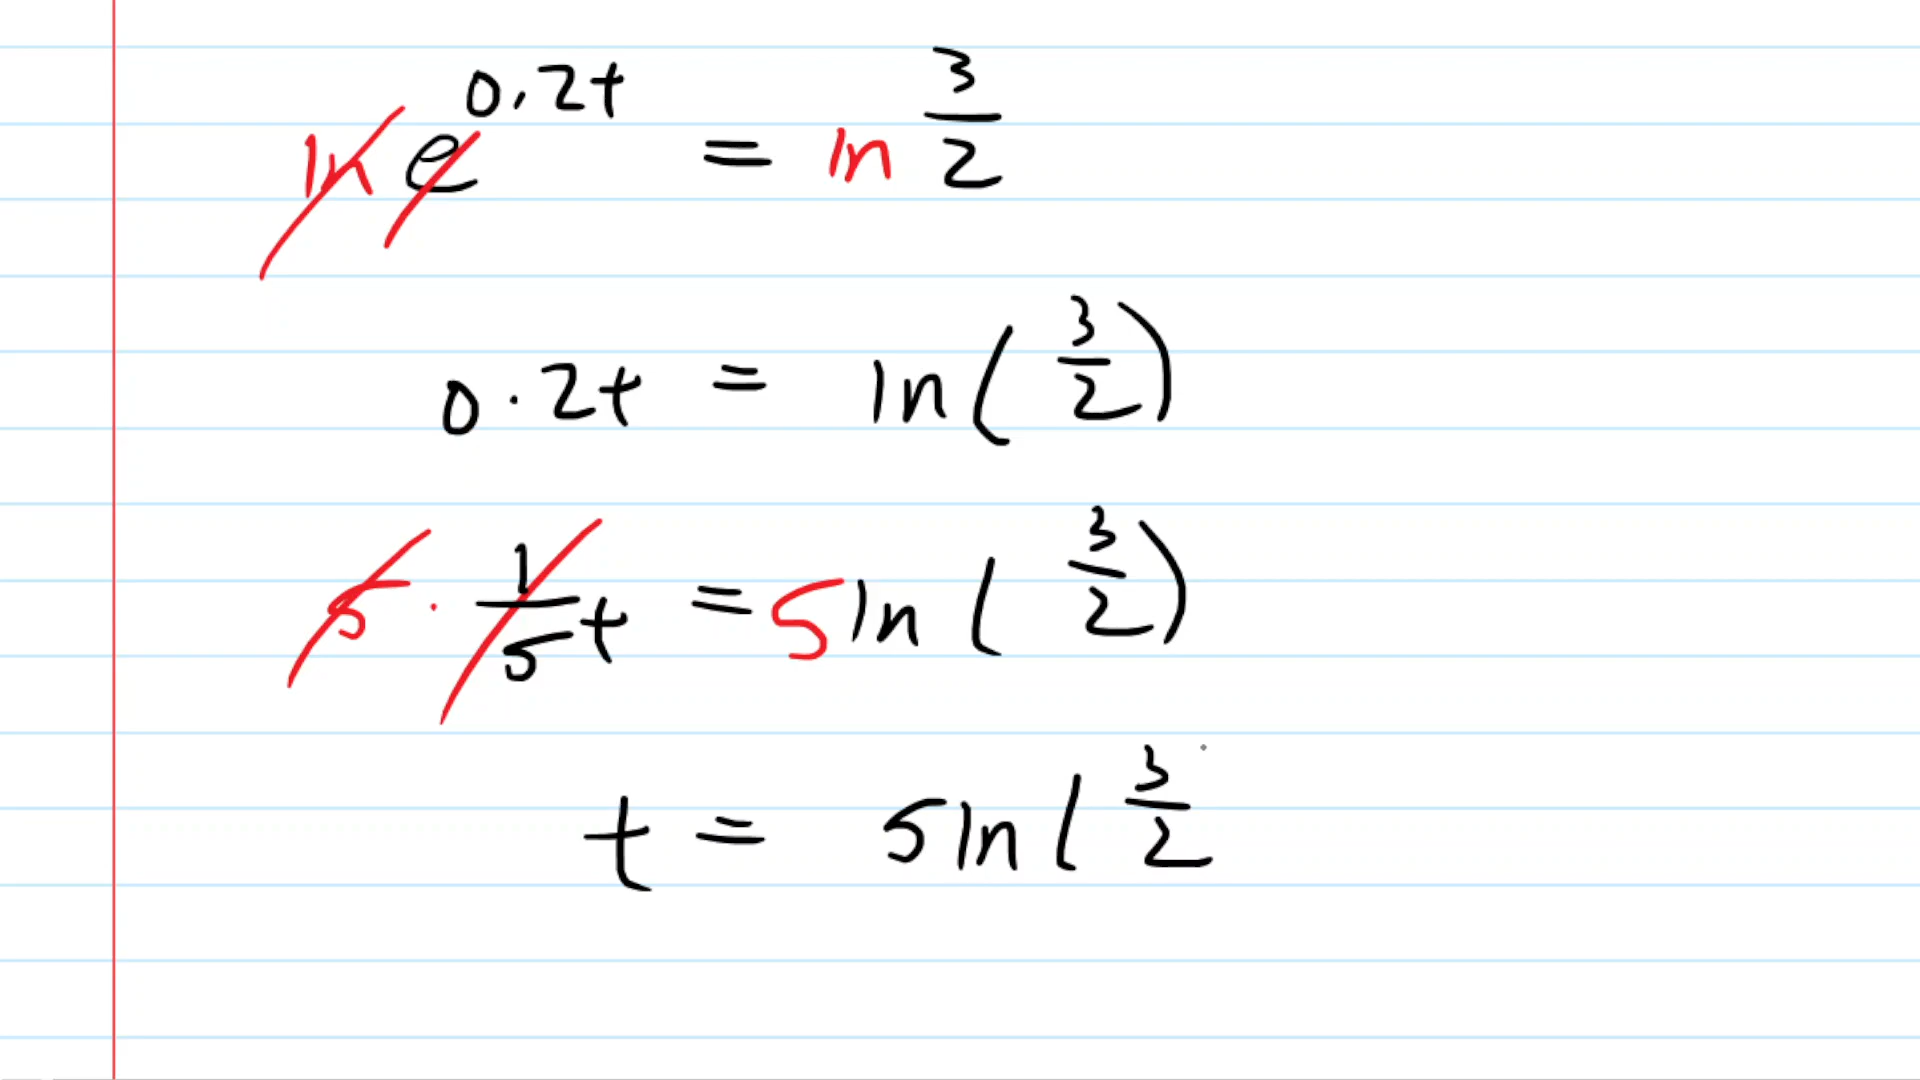 ln e^0.2t = ln 3/2
0.2t = ln(3/2)
5 · 1/5 t = 5 ln(3/2)
t = 5 ln(3/2